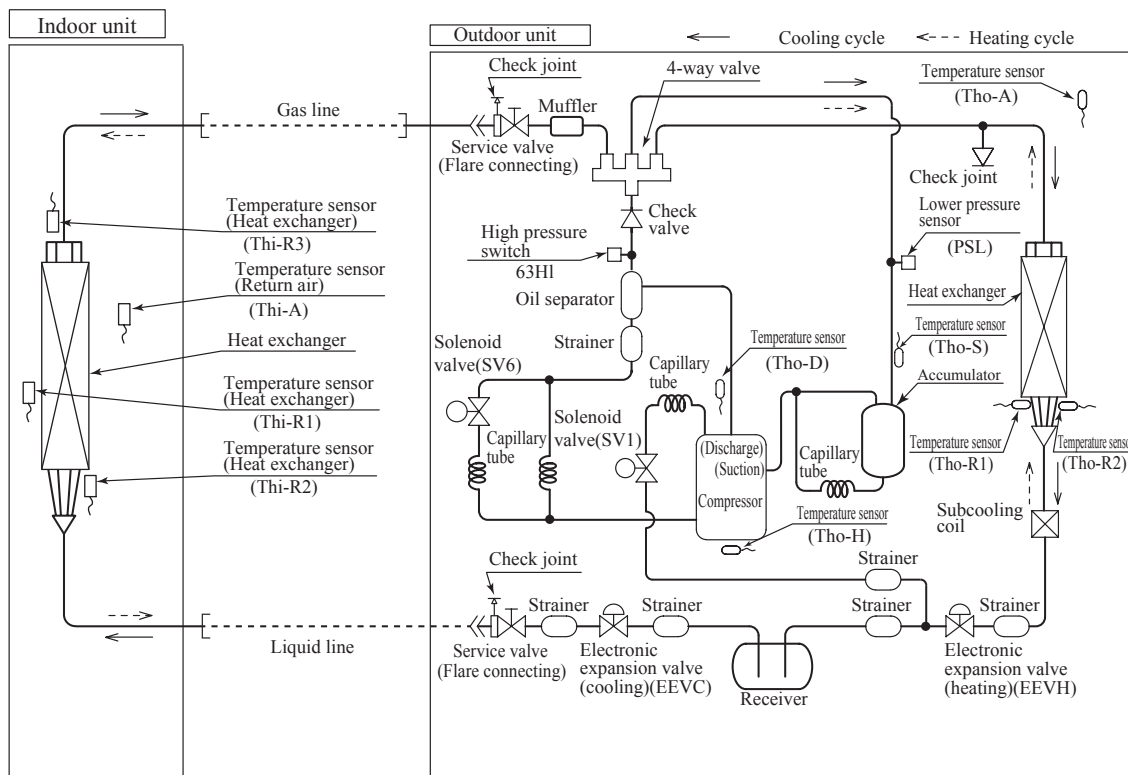 Indoor unit
Outdoor unit
Cooling cycle
Heating cycle
Check joint
4-way valve
Temperature sensor
(Tho-A)
Muffler
Gas line
Service valve
(Flare connecting)
Check joint
Check
valve
Lower pressure
sensor
(PSL)
High pressure
switch
63Hl
Temperature sensor
(Heat exchanger)
(Thi-R3)
Temperature sensor
(Return air)
(Thi-A)
Heat exchanger
Temperature sensor
(Heat exchanger)
(Thi-R1)
Temperature sensor
(Heat exchanger)
(Thi-R2)
Oil separator
Heat exchanger
Strainer
Solenoid
valve(SV6)
Capillary
tube
Temperature sensor
(Tho-D)
Temperature sensor
(Tho-S)
Accumulator
Solenoid
valve(SV1)
Capillary
tube
(Discharge)
(Suction)
Compressor
Capillary
tube
Temperature sensor
(Tho-R1)
Temperature sensor
(Tho-R2)
Temperature sensor
(Tho-H)
Subcooling
coil
Check joint
Strainer
Strainer
Strainer
Strainer
Strainer
Liquid line
Service valve
(Flare connecting)
Electronic
expansion valve
(cooling)(EEVC)
Receiver
Electronic
expansion valve
(heating)(EEVH)